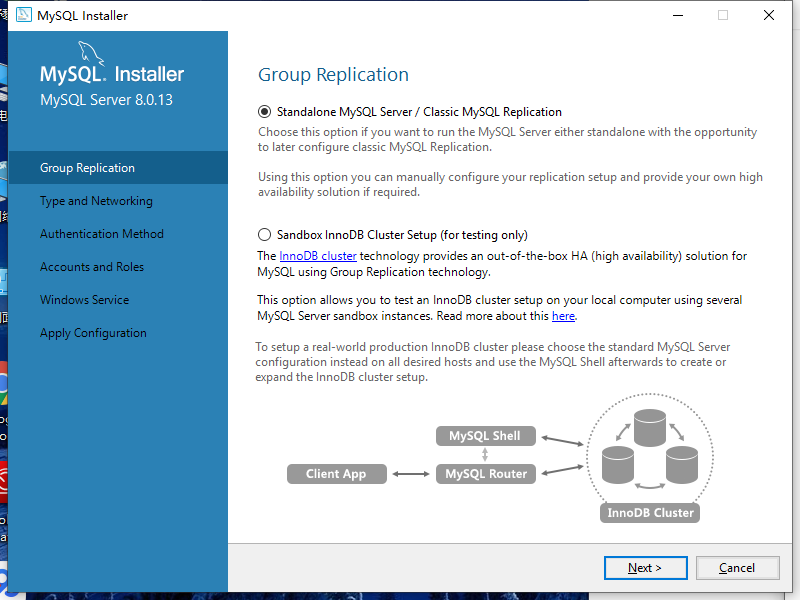 MySQL Installer
MySQL. Installer
MySQL Server 8.0.13
Group Replication
Type and Networking
Authentication Method
Accounts and Roles
Windows Service
Apply Configuration
Group Replication
Standalone MySQL Server / Classic MySQL Replication
Choose this option if you want to run the MySQL Server either standalone with the opportunity
to later configure classic MySQL Replication.
Using this option you can manually configure your replication setup and provide your own high
availability solution if required.
Sandbox InnoDB Cluster Setup (for testing only)
The InnoDB cluster technology provides an out-of-the-box HA (high availability) solution for
MySQL using Group Replication technology.
This option allows you to test an InnoDB cluster setup on your local computer using several
MySQL Server sandbox instances. Read more about this here.
To setup a real-world production InnoDB cluster please choose the standard MySQL Server
configuration instead on all desired hosts and use the MySQL Shell afterwards to create or
expand the InnoDB cluster setup.
MySQL Shell
Client App
MySQL Router
InnoDB Cluster
Next >
Cancel